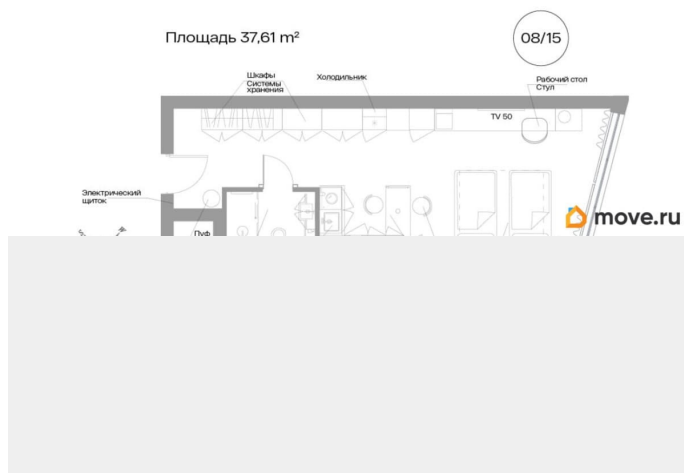 Площадь 37,61 m²
08/15
Шкафы
Системы
хранения
Холодильник
Рабочий стол
Стул
TV 50
Электрический
щиток
Пуф
move.ru